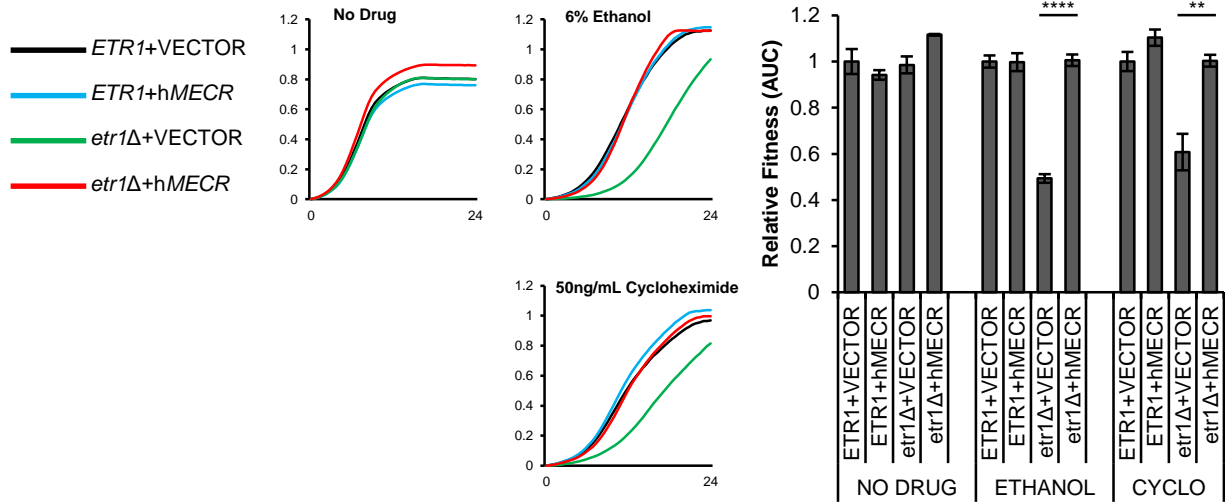 ETR1+VECTOR
ETR1+hMECR
etr1Δ+VECTOR
etr1Δ+hMECR
No Drug
1.2
1
0.8
0.6
0.4
0.2
0
0
24
6% Ethanol
1.2
1
0.8
0.6
0.4
0.2
0
0
24
50ng/mL Cycloheximide
1.2
1
0.8
0.6
0.4
0.2
0
0
24
Relative Fitness (AUC)
1.2
1
0.8
0.6
0.4
0.2
0
****
**
ETR1+VECTOR
ETR1+hMECR
etr1Δ+VECTOR
etr1Δ+hMECR
ETR1+VECTOR
ETR1+hMECR
etr1Δ+VECTOR
etr1Δ+hMECR
ETR1+VECTOR
ETR1+hMECR
etr1Δ+VECTOR
etr1Δ+hMECR
NO DRUG
ETHANOL
CYCLO